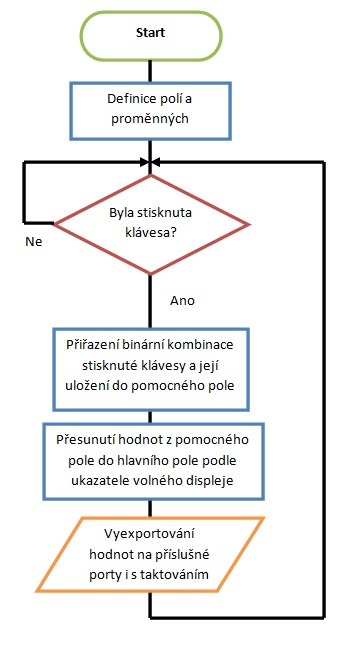 Start
Definice polí a
proměnných
Byla stisknuta
klávesa?
Ne
Ano
Přiřazení binární kombinace
stisknuté klávesy a její
uložení do pomocného pole
Přesunutí hodnot z pomocného
pole do hlavního pole podle
ukazatele volného displeje
Vyexportování
hodnot na příslušné
porty i s taktováním